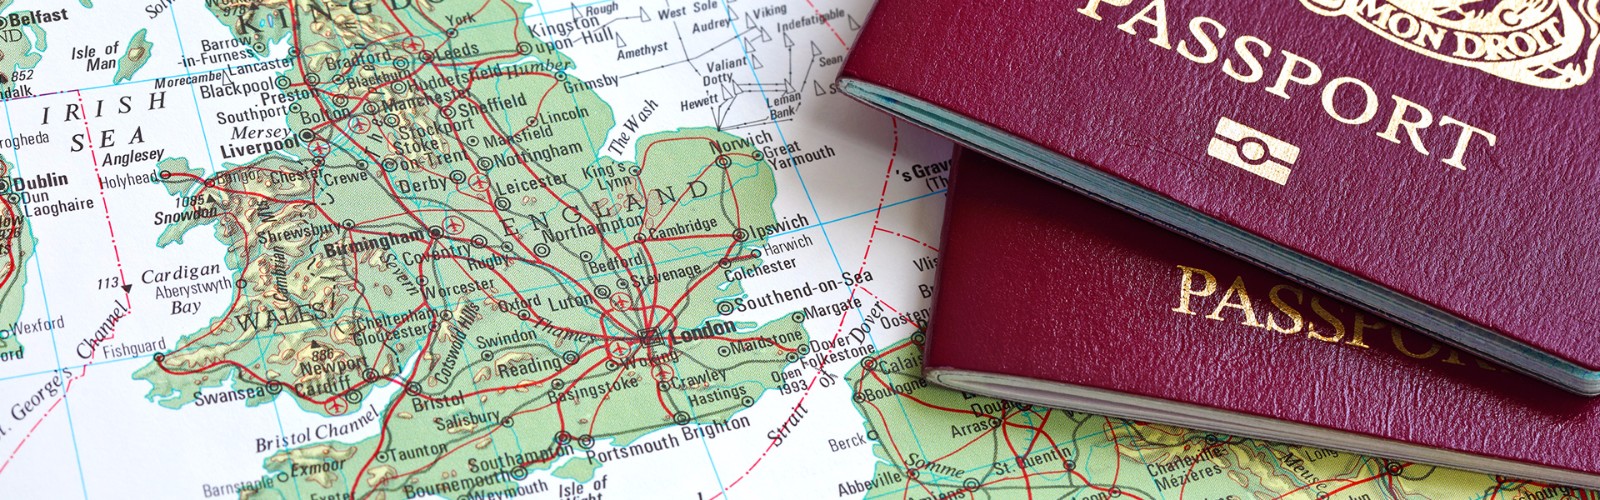 Belfast
852
Isle of
Man
IRISH
SEA
Dublin
Dun
Laoghaire
Wexford
Anglesey
Holyhead
Bangor
1085
Snowdon
Cardigan
Bay
Aberystwyth
113
Channel
St. George's
Fishguard
KINGDO
978
Barrow
-in-Furness
Morecambe
Lancaster
Blackpool
Preston
Southport
Bolton
Mersey
Liverpool
Chester
Crewe
York
Leeds
Bradford
Blackburn
Huddersfield
Manchester
Stockport
Stoke
-on-Trent
Sheffield
Mansfield
Lincoln
Nottingham
Derby
Leicester
Kingston
upon-Hull
Humber
Grimsby
The Wash
King's
Lynn
Norwich
Great
Yarmouth
ENGLAND
Shrewsbury
Birmingham
Coventry
Rugby
Northampton
Cambridge
Ipswich
Harwich
Colchester
Bedford
Stevenage
Luton
Oxford
Worcester
Severn
Cambrian
WALES
886
Newport
Cardiff
Swansea
Cheltenham
Gloucester
Cotswold Hills
Swindon
Thames
Reading
London
Woking
Southend-on-Sea
Margate
Maidstone
Dover
Folkestone
Open
1993
Crawley
Hastings
Basingstoke
Bristol
Bristol Channel
Salisbury
Exmoor
Taunton
Barnstaple
Exeter
Southampton
Bournemouth
Weymouth
Portsmouth
Brighton
Isle of
Strait of Dover
Calais
Boulogne
Berck
Abbeville
Somme
Amiens
Arras
St. Quentin
Charleville-
Mézières
Meuse
Rough
West Sole
Viking
Audrey
Indefatigable
Amethyst
Valiant
Dotty
Sean
Hewett
Leman
Bank
's Grav
(Th
Vlis
Oosten
PASSPORT
MON DROIT
PASSPOR